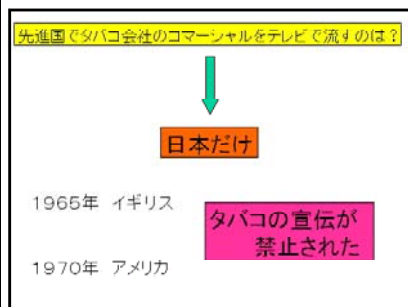 先進国でタバコ会社のコマーシャルをテレビで流すのは？
日本だけ
1965年 イギリス
タバコの宣伝が
禁止された
1970年 アメリカ